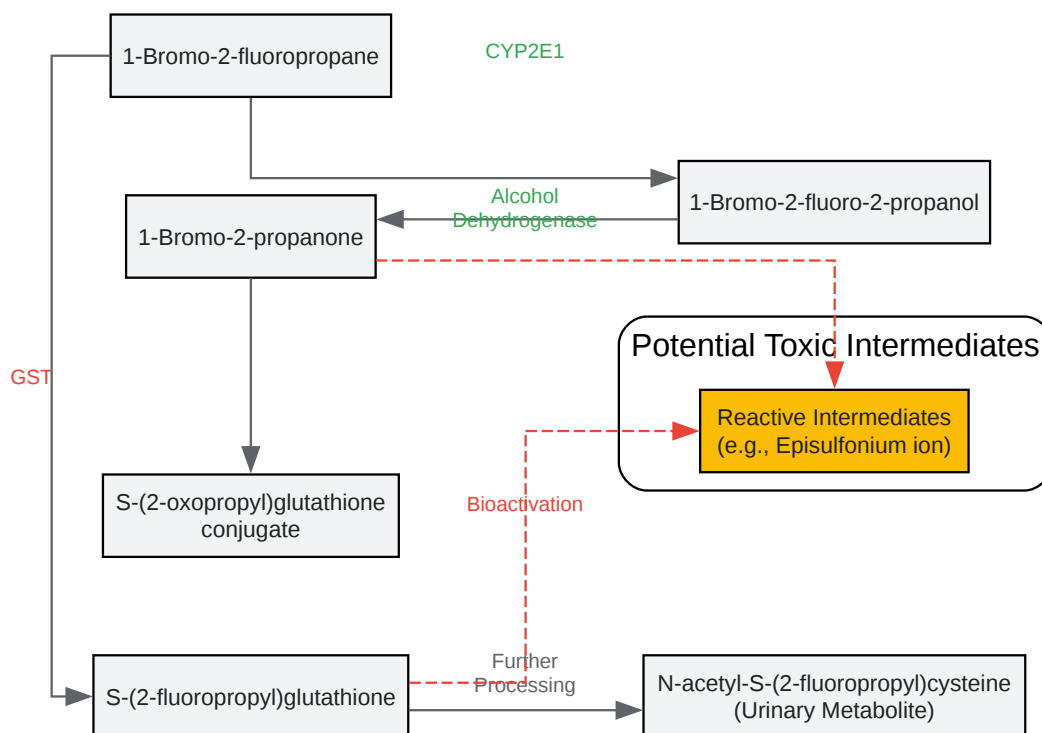 1-Bromo-2-fluoropropane
CYP2E1
1-Bromo-2-fluoro-2-propanol
Alcohol
Dehydrogenase
1-Bromo-2-propanone
Potential Toxic Intermediates
GST
Reactive Intermediates
(e.g., Episulfonium ion)
S-(2-oxopropyl)glutathione
conjugate
Bioactivation
S-(2-fluoropropyl)glutathione
Further
Processing
N-acetyl-S-(2-fluoropropyl)cysteine
(Urinary Metabolite)